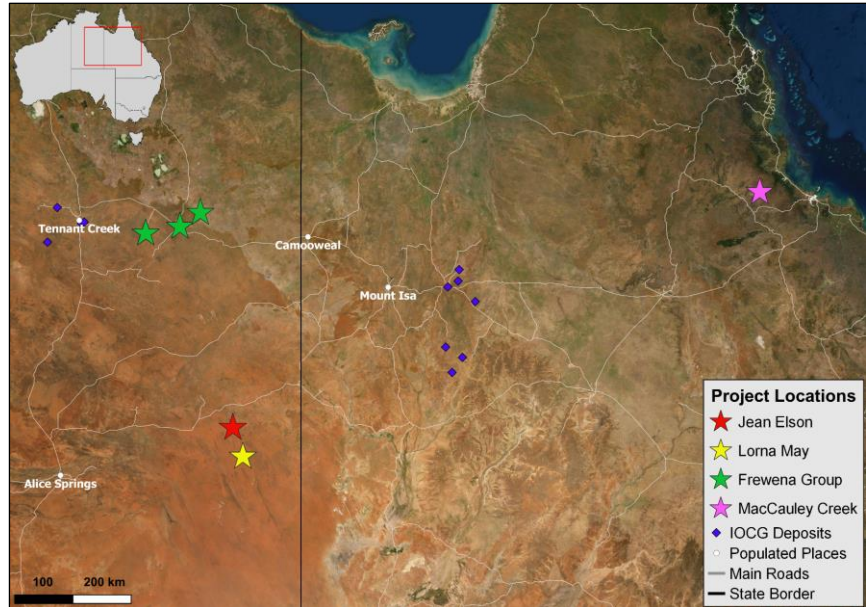 Tennant Creek
Camooweal
Mount Isa
Alice Springs
Project Locations
Jean Elson
Lorna May
Frewena Group
MacCauley Creek
IOCG Deposits
Populated Places
Main Roads
State Border
100 200 km